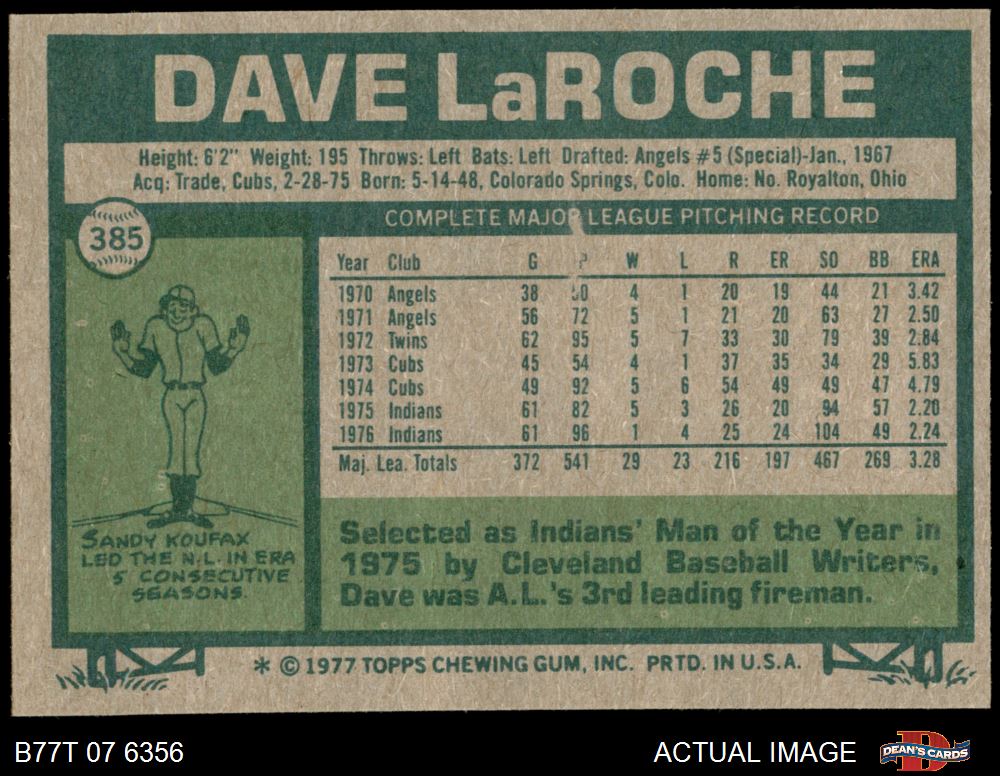 DAVE LaROCHE
Height: 6'2" Weight: 195 Throws: Left Bats: Left Drafted: Angels #5 (Special)-Jan., 1967
Acq: Trade, Cubs, 2-28-75 Born: 5-14-48, Colorado Springs, Colo. Home: No. Royalton, Ohio
385
COMPLETE MAJOR LEAGUE PITCHING RECORD
Year Club G IP W L R ER SO BB ERA
1970 Angels 38 50 4 1 20 19 44 21 3.42
1971 Angels 56 72 5 1 21 20 63 27 2.50
1972 Twins 62 95 5 7 33 30 79 39 2.84
1973 Cubs 45 54 4 1 37 35 34 29 5.83
1974 Cubs 49 92 5 6 54 49 49 47 4.79
1975 Indians 61 82 5 3 26 20 94 57 2.20
1976 Indians 61 96 1 4 25 24 104 49 2.24
Maj. Lea. Totals 372 541 29 23 216 197 467 269 3.28
SANDY KOUFAX
LED THE N.L. IN ERA
5 CONSECUTIVE
SEASONS.
Selected as Indians' Man of the Year in
1975 by Cleveland Baseball Writers,
Dave was A.L.'s 3rd leading fireman.
* © 1977 TOPPS CHEWING GUM, INC. PRTD. IN U.S.A.
B77T 07 6356
ACTUAL IMAGE
DEAN'S CARDS